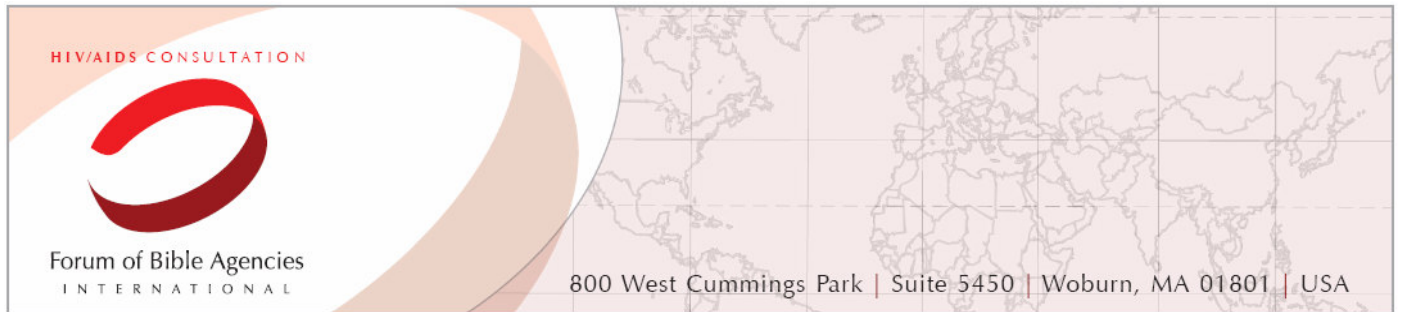 HIV/AIDS CONSULTATION
Forum of Bible Agencies
INTERNATIONAL
800 West Cummings Park | Suite 5450 | Woburn, MA 01801 | USA